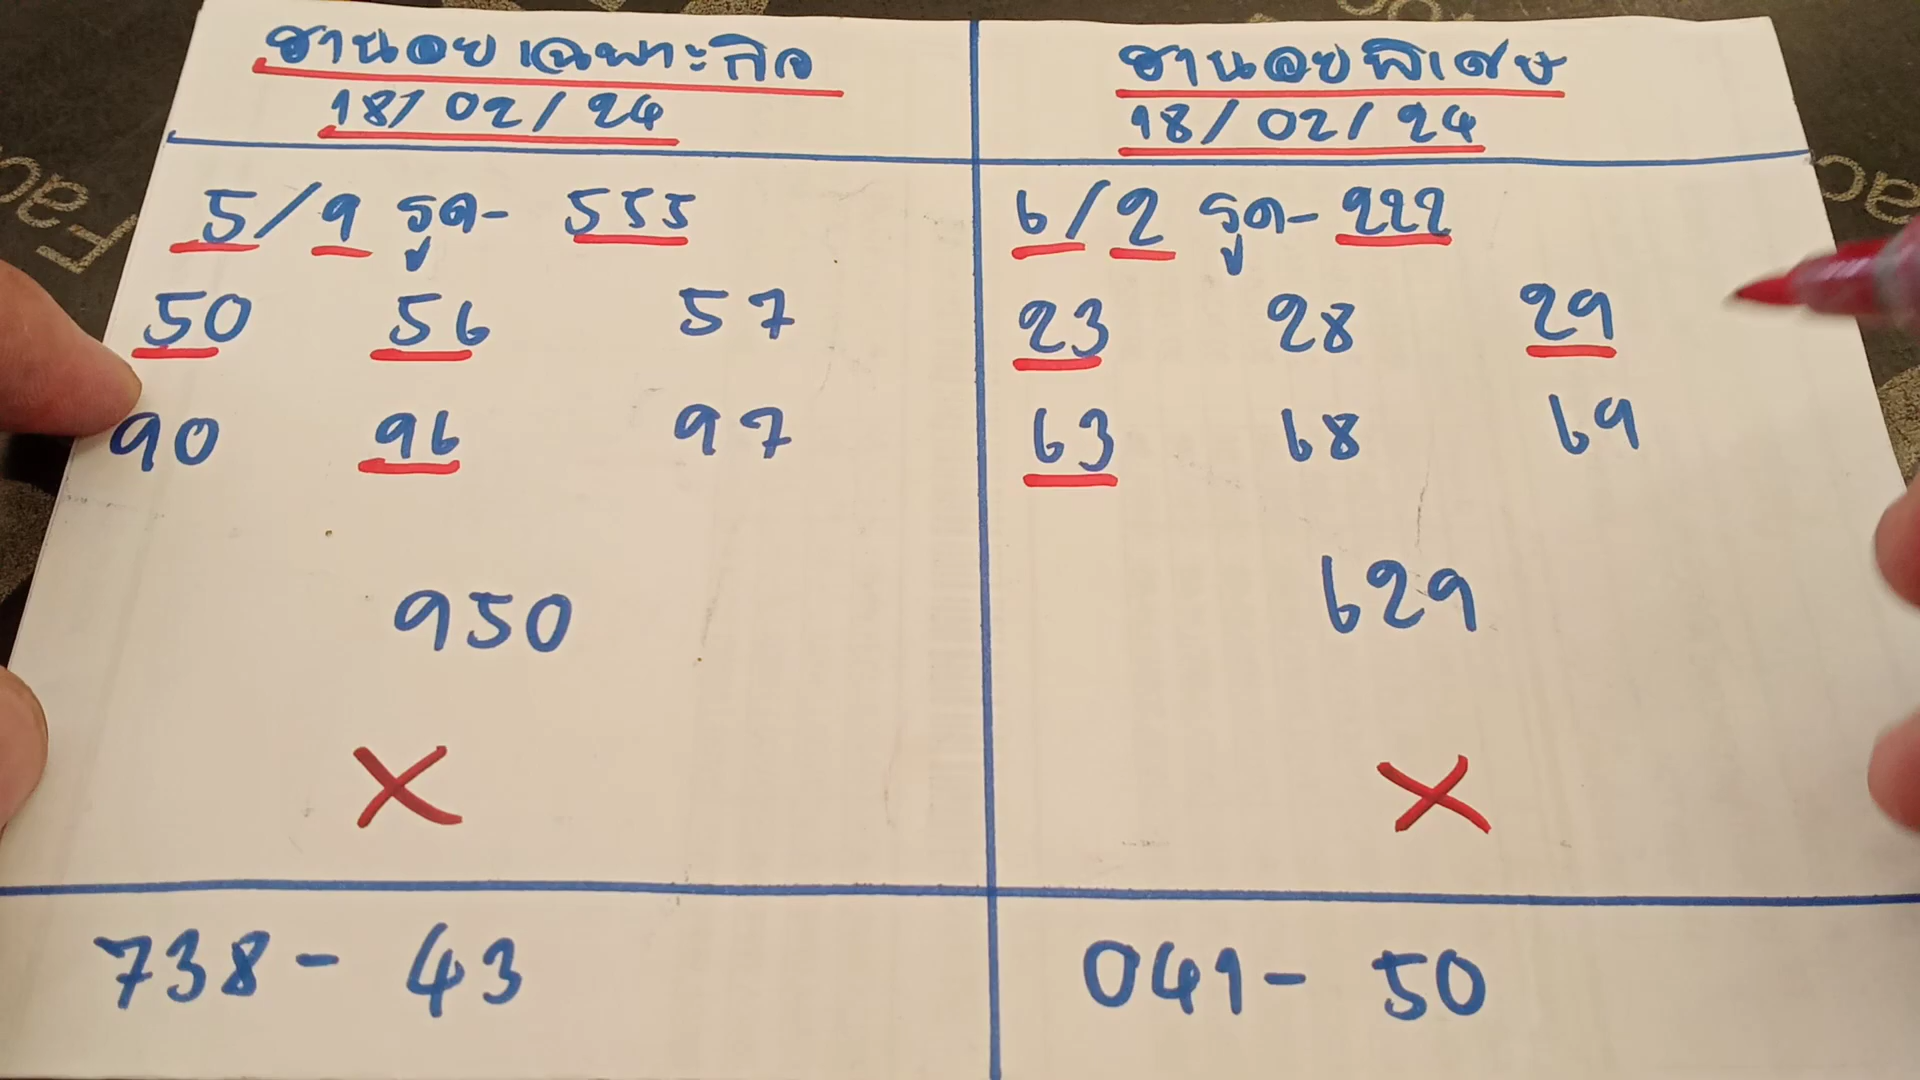 ฮานอยเฉพาะกิจ
18/02/24
5/9 รูด- 555
50 56 57
90 96 97
950
X
738 - 43
ฮานอยพิเศษ
18/02/24
6/2 รูด- 222
23 28 29
63 68 69
629
X
041 - 50